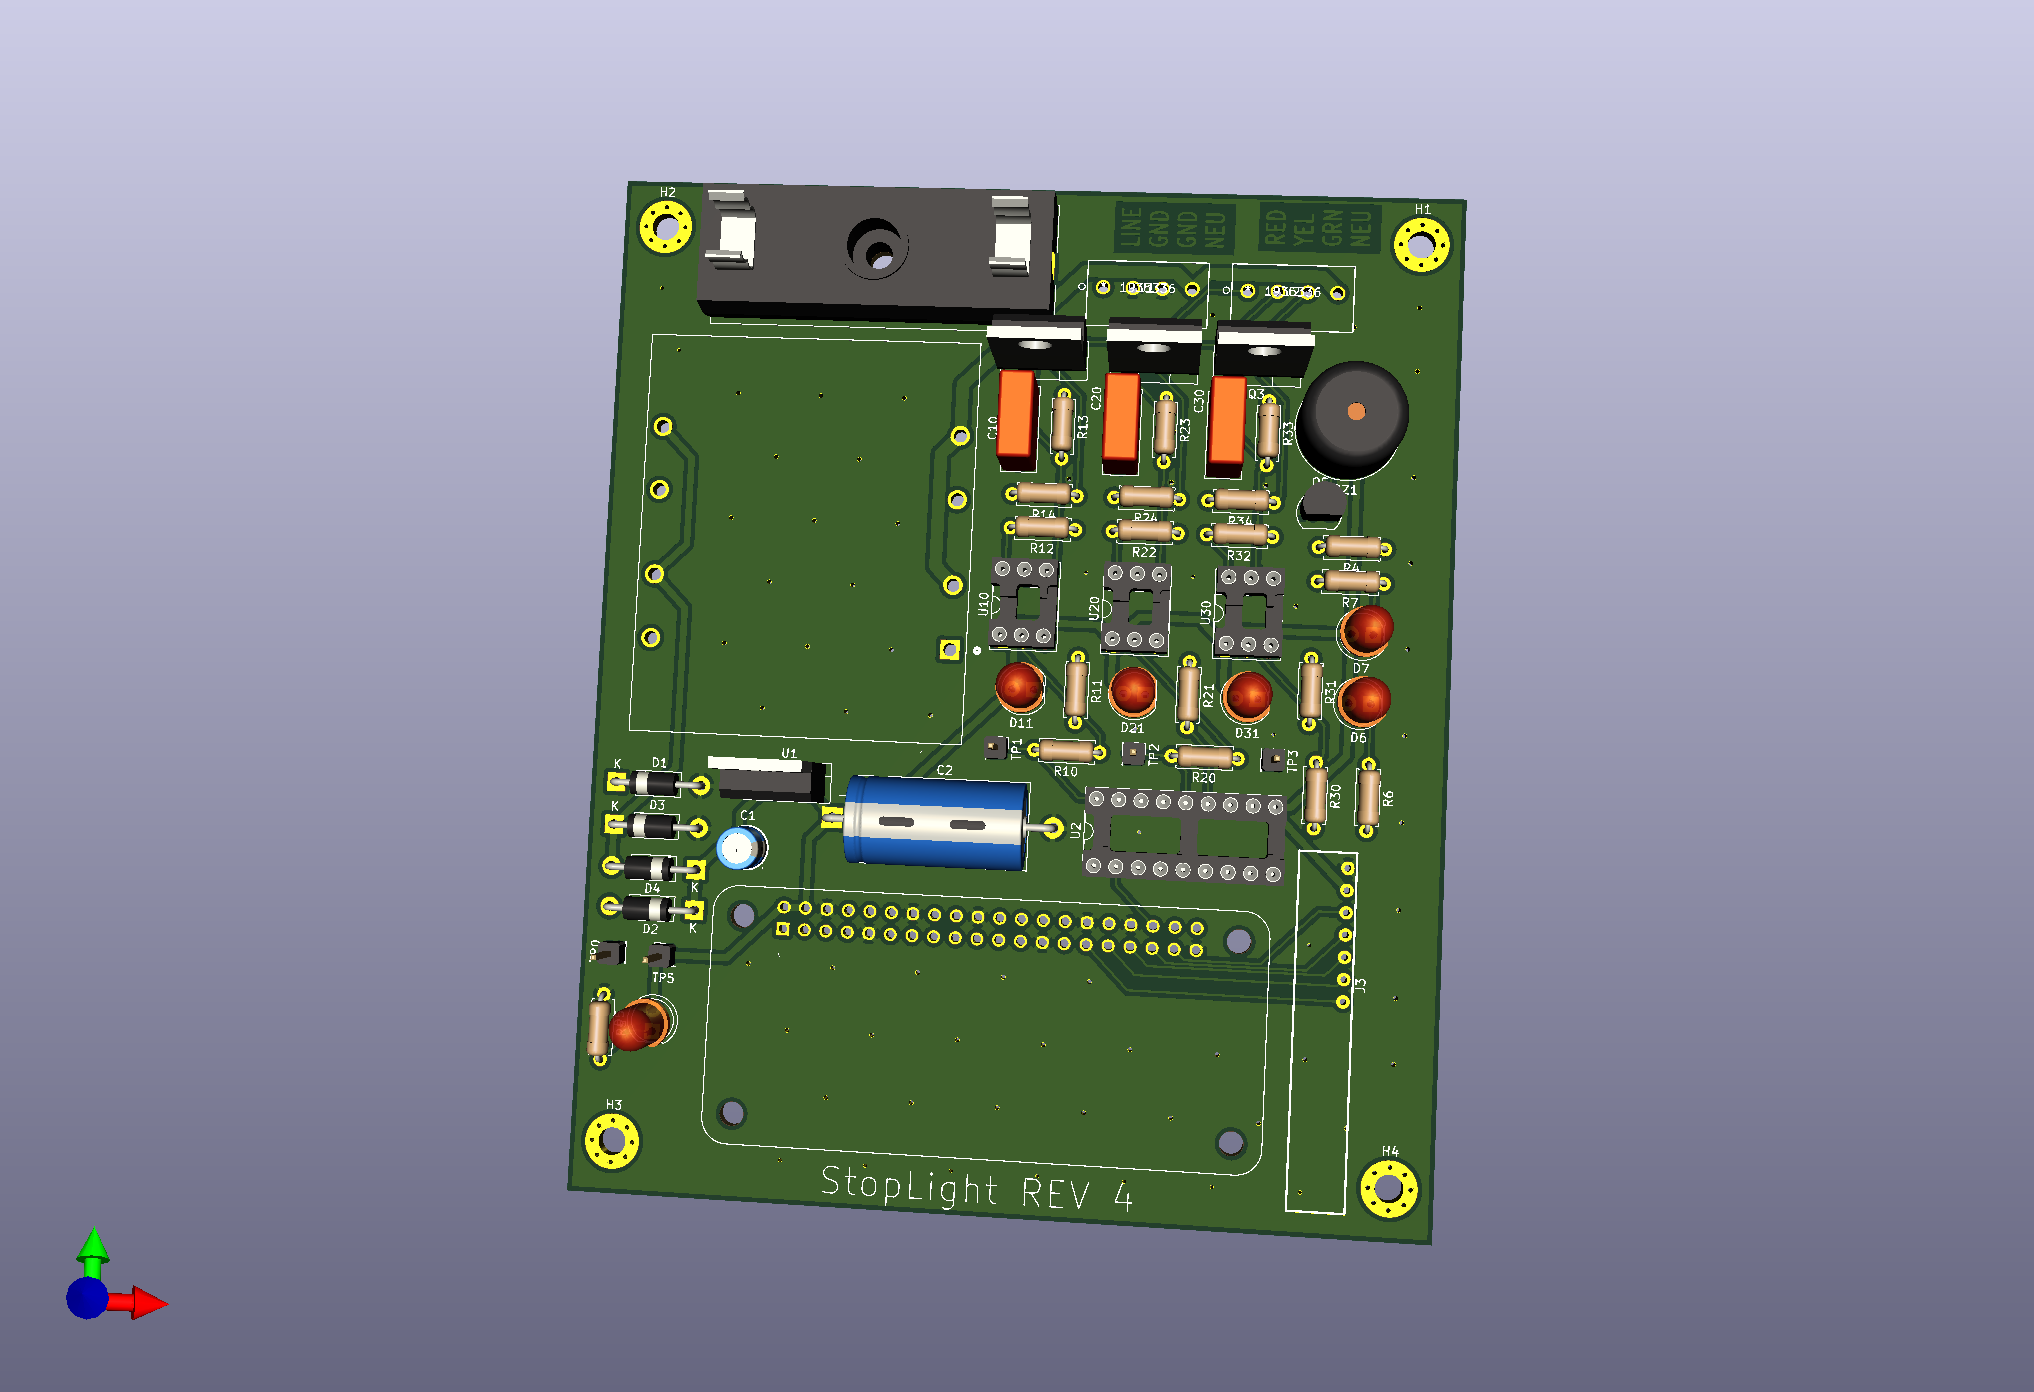 H2
H1
LINE
GND
GND
NEU
RED
YEL
GRN
NEU
Q3
C10
R13
C20
R23
C30
R33
Z1
R14
R24
R34
R12
R22
R32
R4
R7
U10
U20
U30
D7
R11
R21
R31
D11
D21
D31
D6
TP1
R10
TP2
R20
TP3
U1
K
D1
C2
R30
R6
K
D3
C1
U2
D4
K
D2
K
TP5
J3
H3
H4
StopLight REV 4